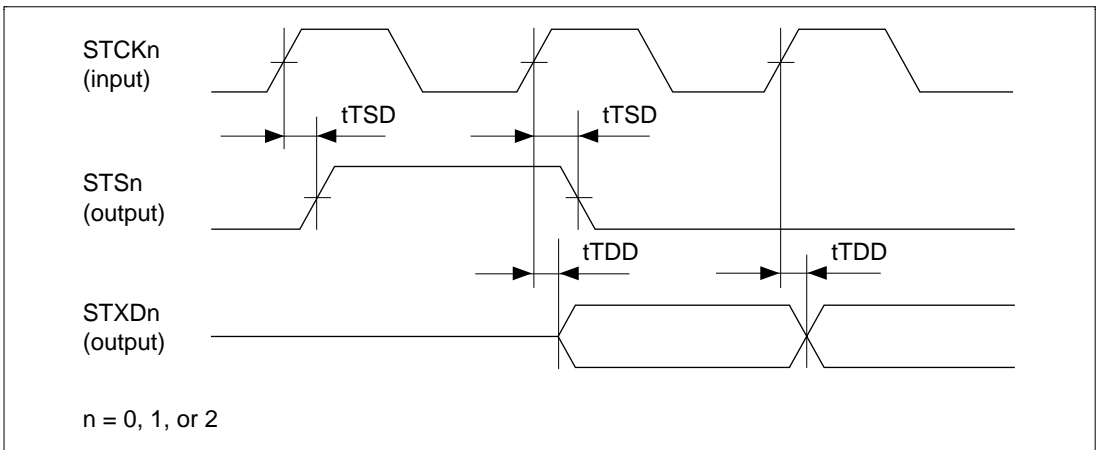 STCKn
(input)
tTSD
tTSD
STSn
(output)
tTDD
tTDD
STXDn
(output)
n = 0, 1, or 2